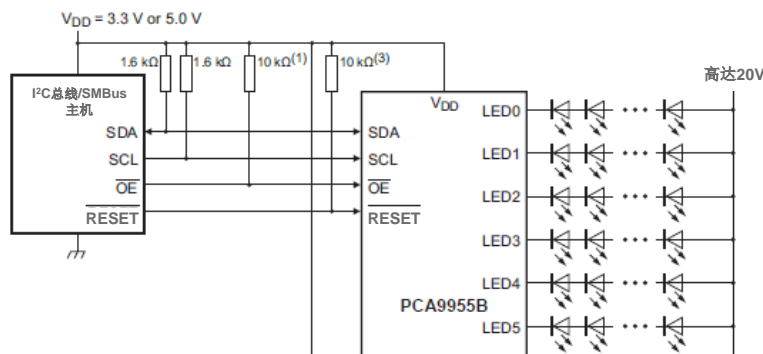 V_DD = 3.3 V or 5.0 V
1.6 kΩ
1.6 kΩ
10 kΩ(1)
10 kΩ(3)
I²C总线/SMBus
主机
SDA
SCL
OE
RESET
V_DD
SDA
SCL
OE
RESET
PCA9955B
LED0
LED1
LED2
LED3
LED4
LED5
高达20V